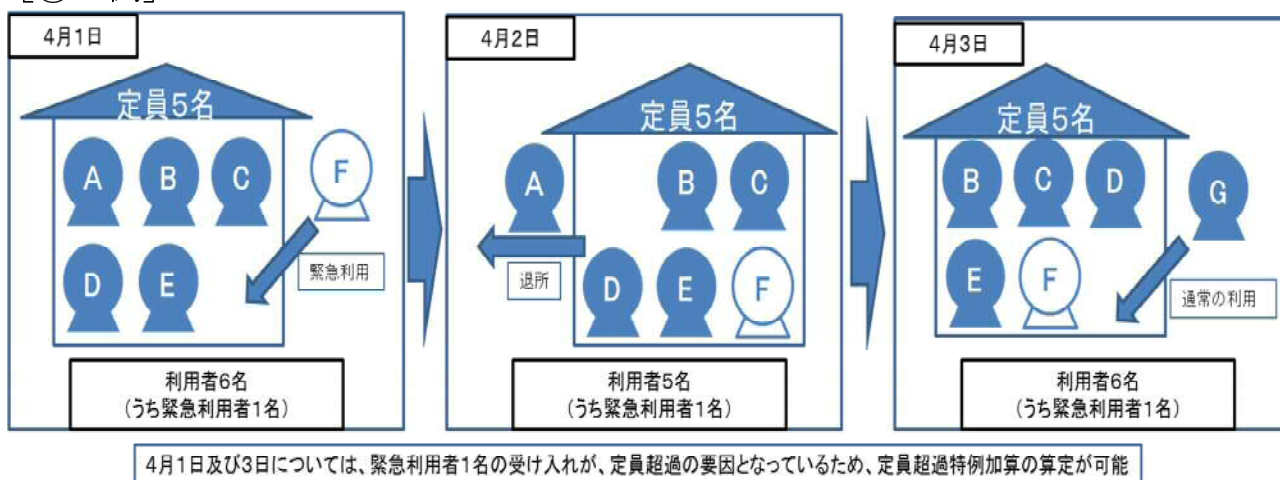 4月1日
定員5名
A B C F
緊急利用
D E
利用者6名
(うち緊急利用者1名)
4月2日
定員5名
A B C
退所
D E F
利用者5名
(うち緊急利用者1名)
4月3日
定員5名
B C D G
E F
通常の利用
利用者6名
(うち緊急利用者1名)
4月1日及び3日については、緊急利用者1名の受け入れが、定員超過の要因となっているため、定員超過特例加算の算定が可能